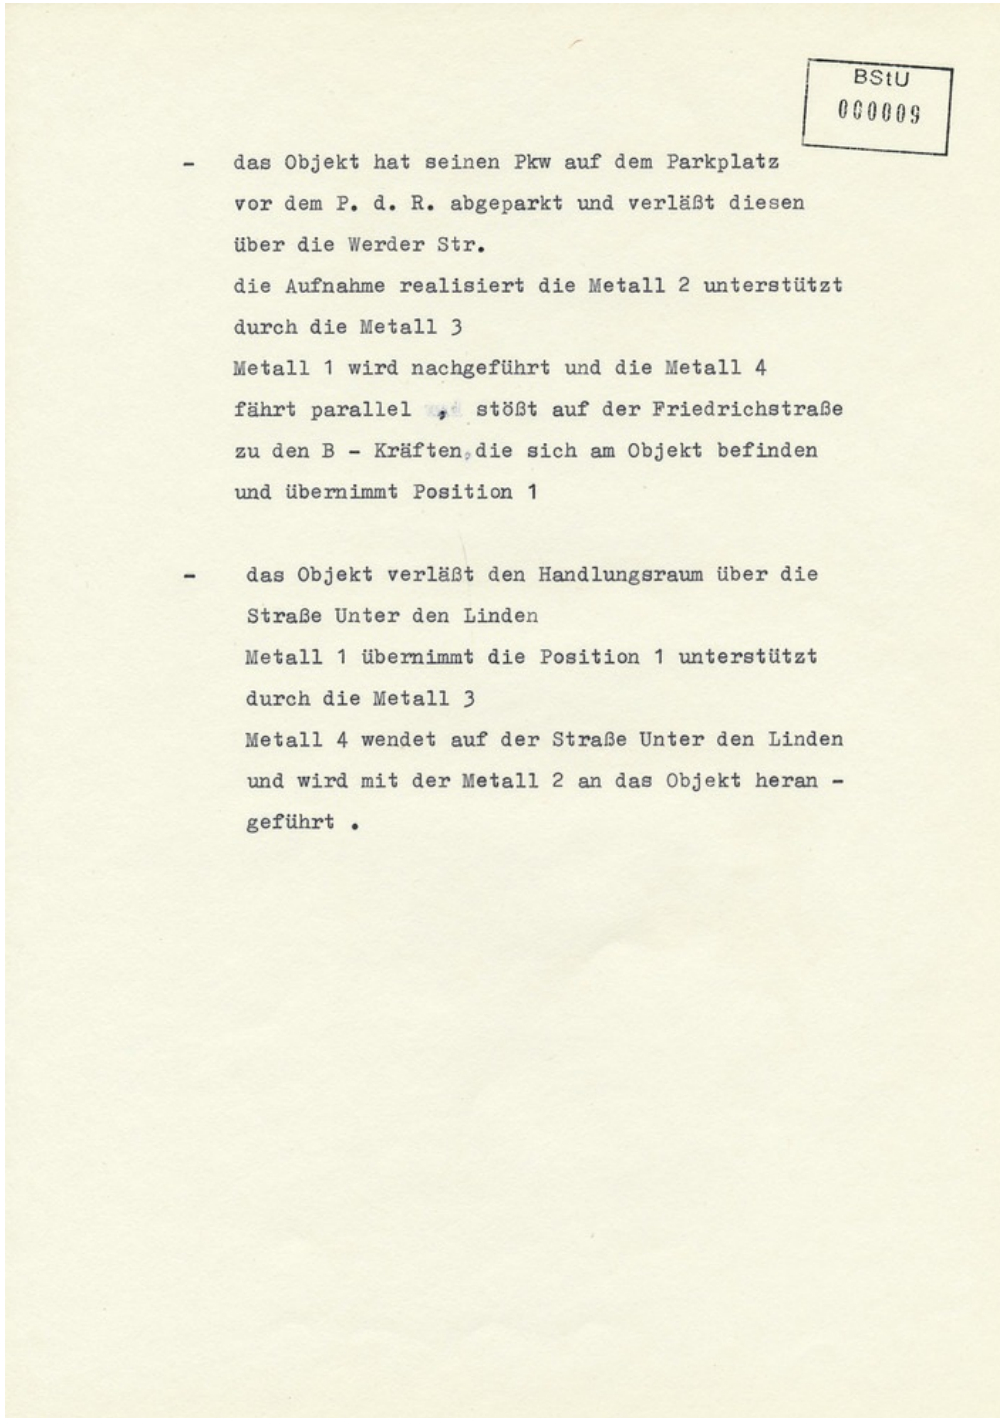 BStU
000009
- das Objekt hat seinen Pkw auf dem Parkplatz
vor dem P. d. R. abgeparkt und verläßt diesen
über die Werder Str.
die Aufnahme realisiert die Metall 2 unterstützt
durch die Metall 3
Metall 1 wird nachgeführt und die Metall 4
fährt parallel , stößt auf der Friedrichstraße
zu den B - Kräften, die sich am Objekt befinden
und übernimmt Position 1
- das Objekt verläßt den Handlungsraum über die
Straße Unter den Linden
Metall 1 übernimmt die Position 1 unterstützt
durch die Metall 3
Metall 4 wendet auf der Straße Unter den Linden
und wird mit der Metall 2 an das Objekt heran -
geführt .